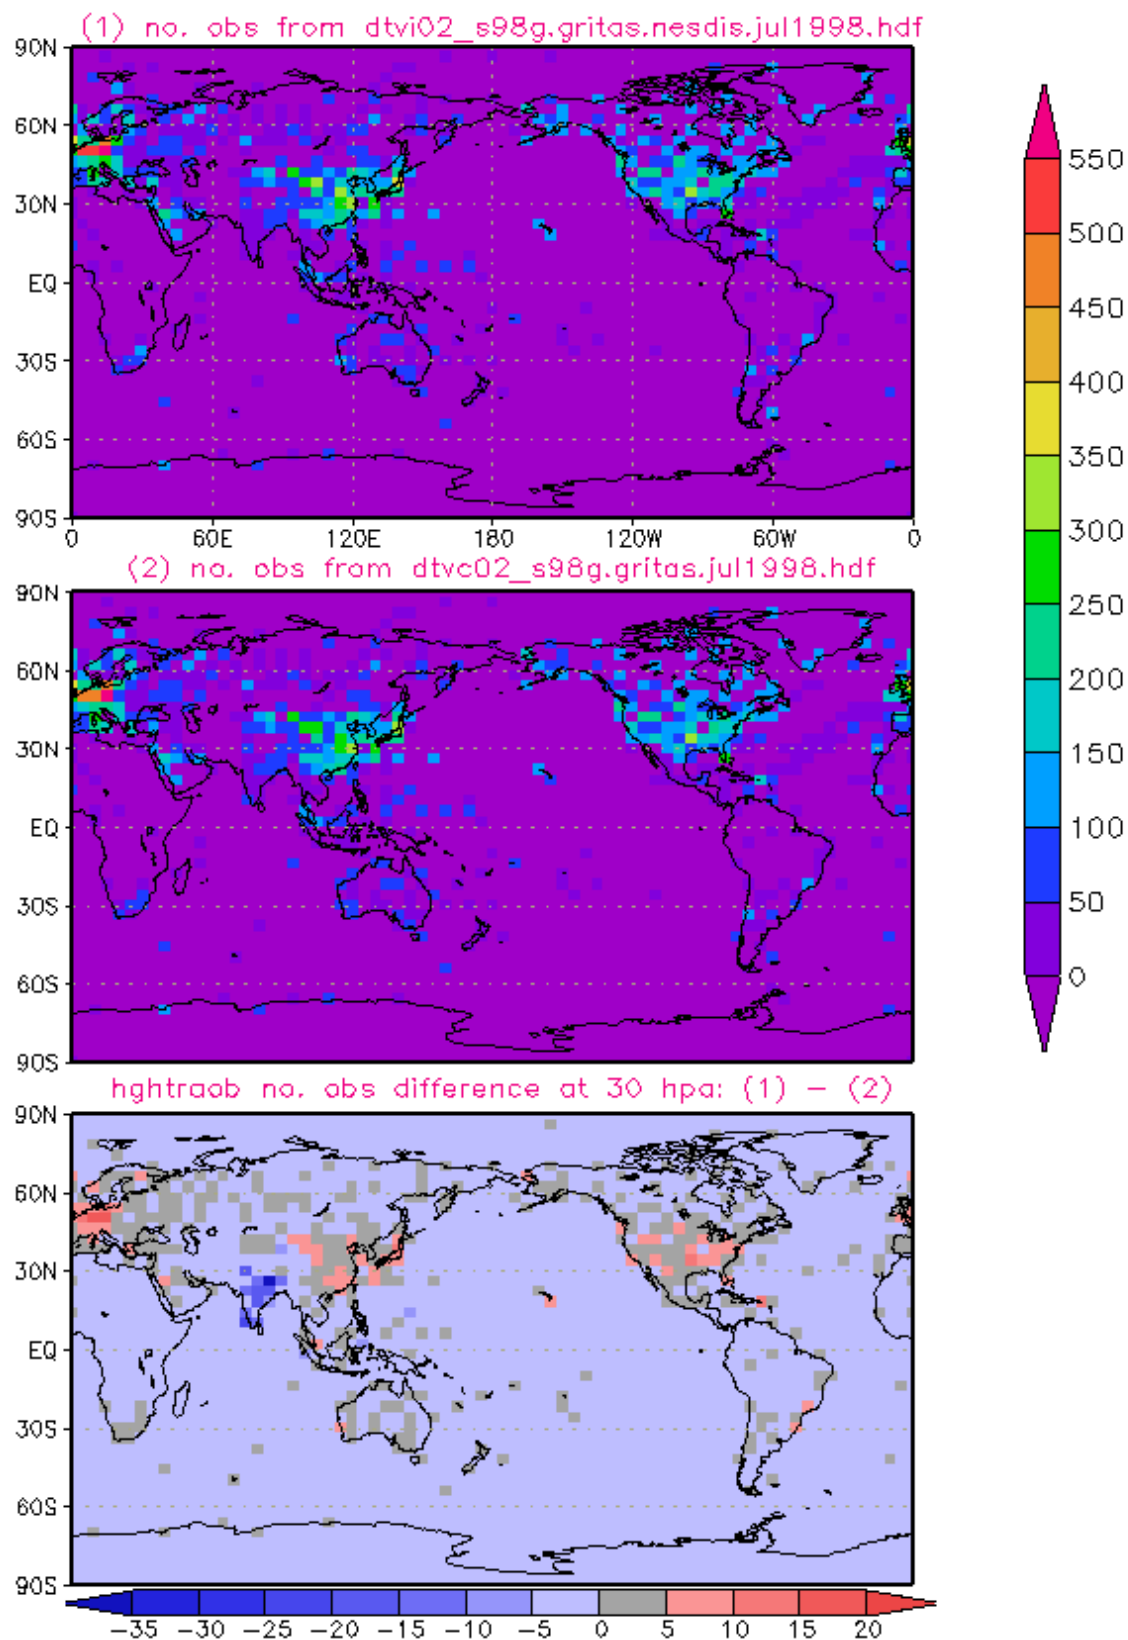 (1) no. obs from dtvi02_s98g.gritas.nesdis.jul1998.hdf
90N
60N
30N
EQ
30S
60S
90S
0 60E 120E 180 120W 60W 0
(2) no. obs from dtvc02_s98g.gritas.jul1998.hdf
90N
60N
30N
EQ
30S
60S
90S
hghtraob no. obs difference at 30 hpa: (1) − (2)
90N
60N
30N
EQ
30S
60S
90S
−35 −30 −25 −20 −15 −10 −5 0 5 10 15 20
550
500
450
400
350
300
250
200
150
100
50
0